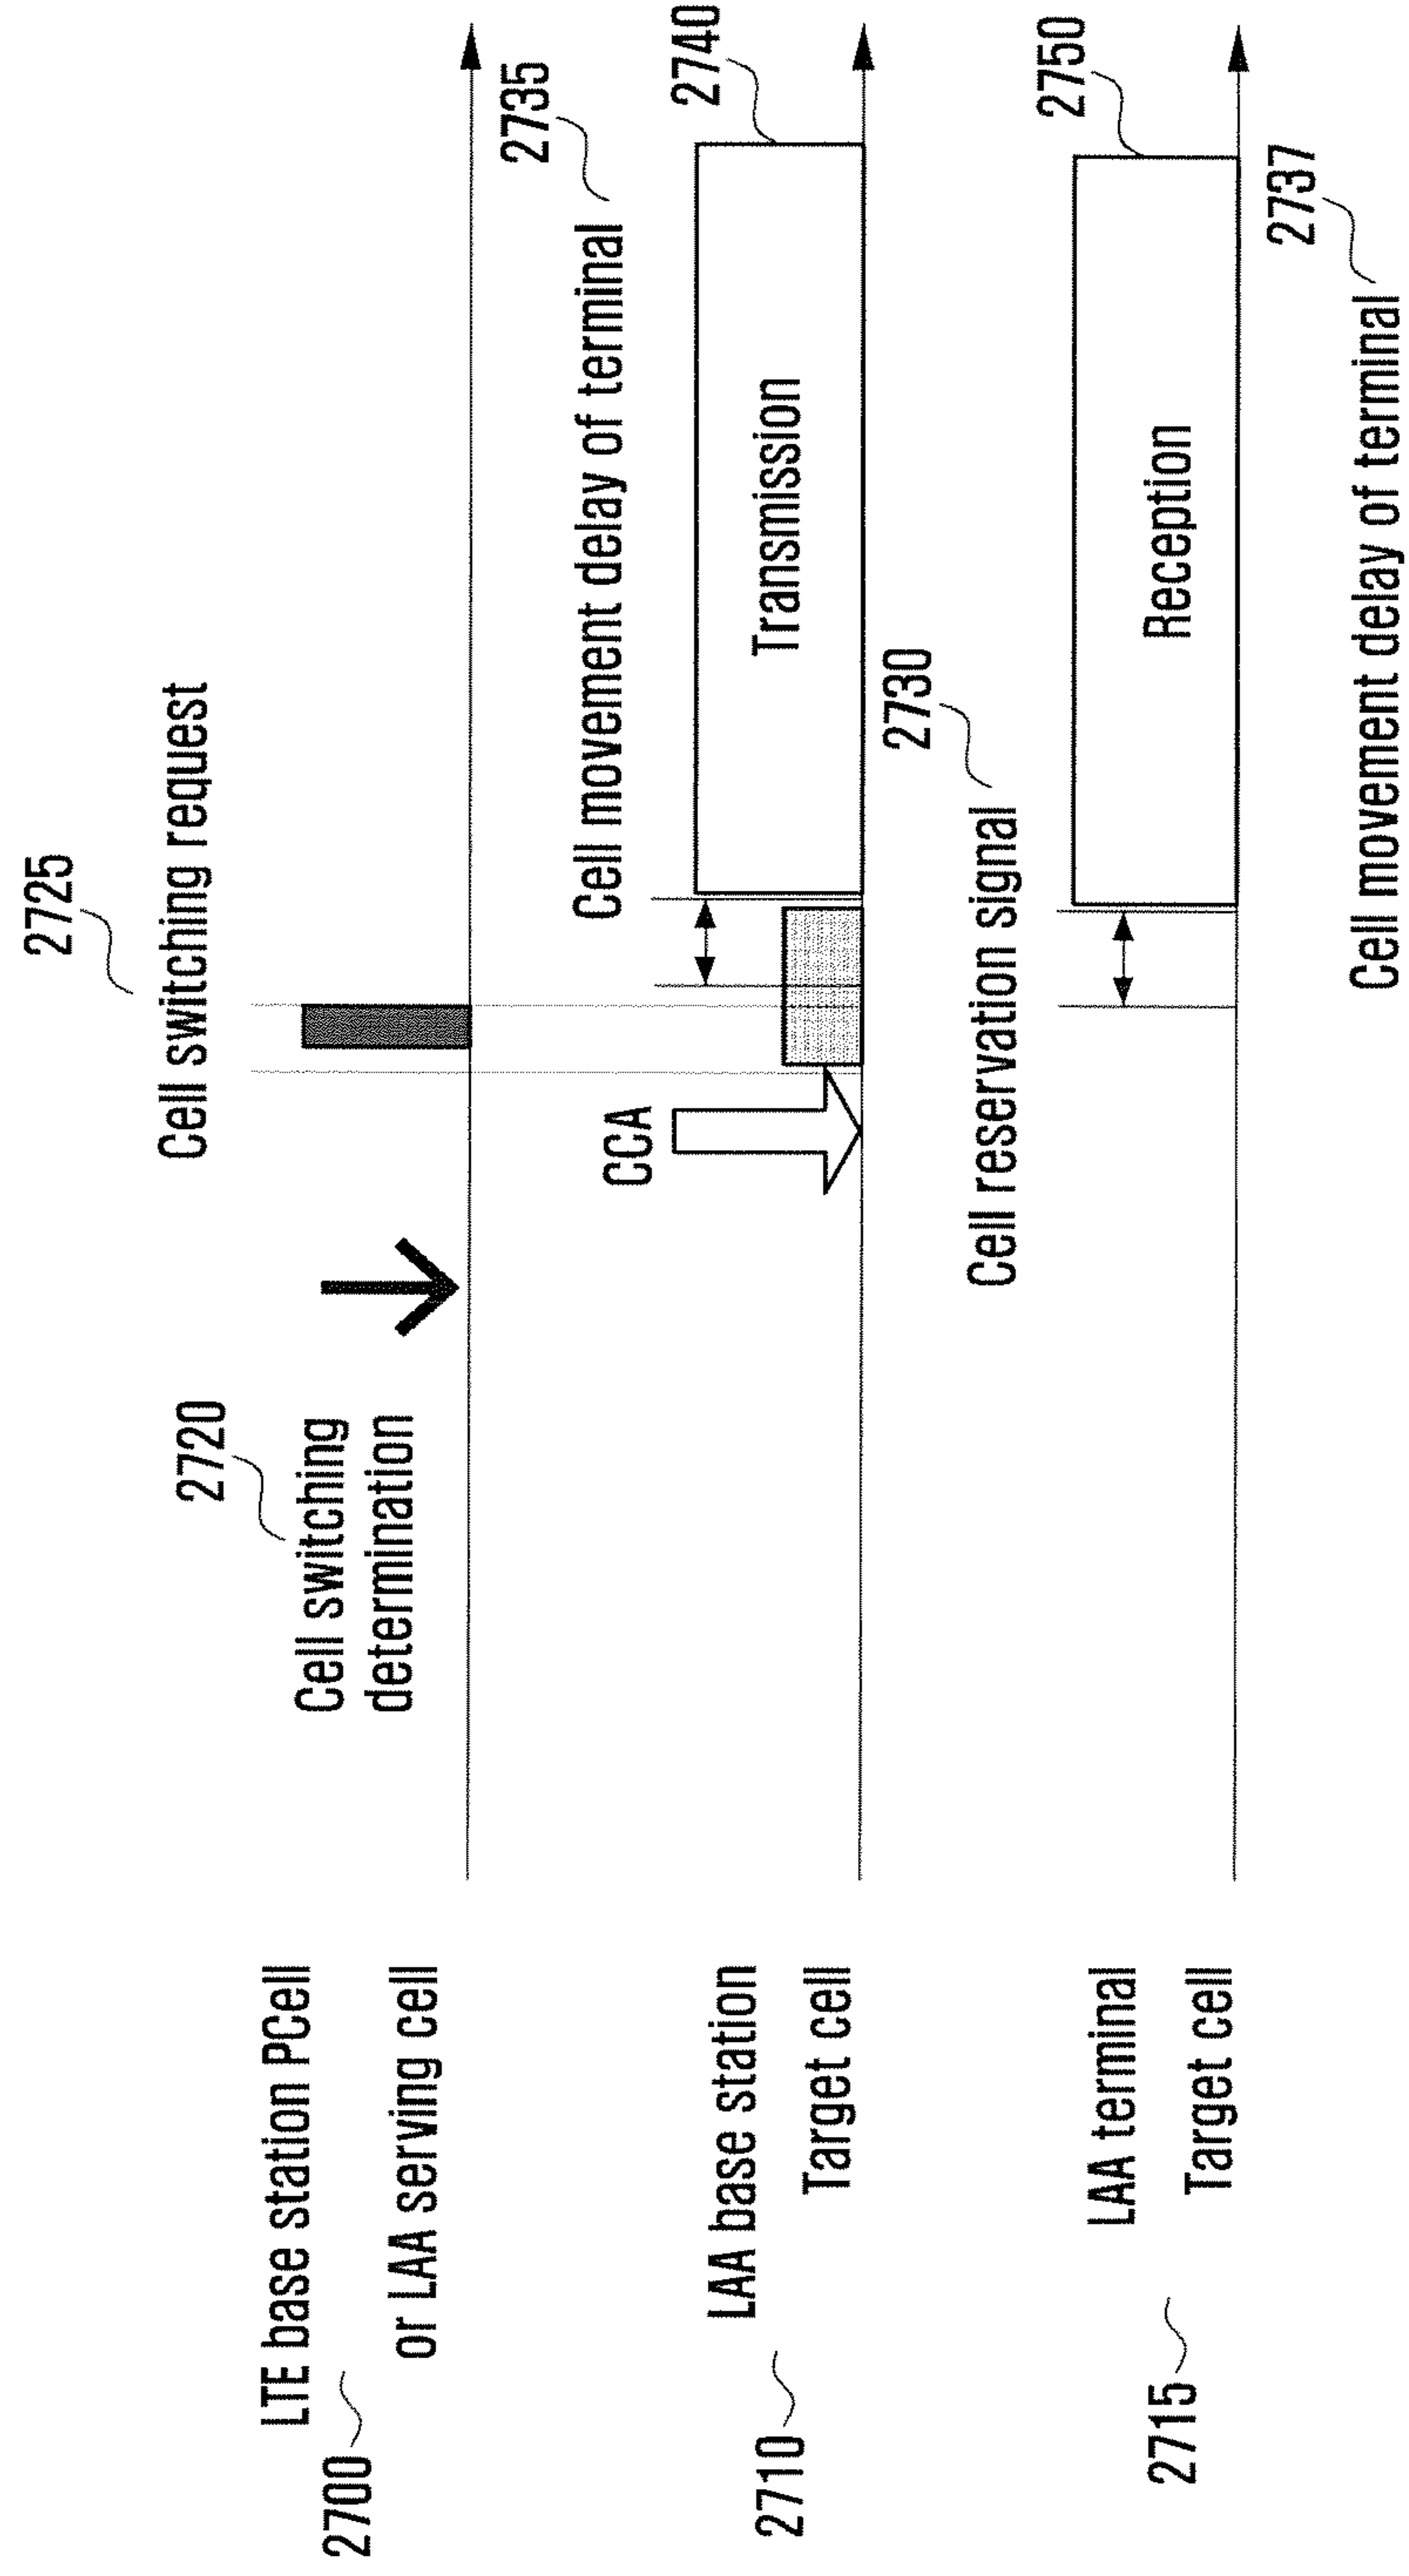 2725
Cell switching request
2720
Cell switching
determination
LTE base station PCell
2700
or LAA serving cell
2735
Cell movement delay of terminal
CCA
2740
Transmission
LAA base station
2710
Target cell
2730
Cell reservation signal
2750
Reception
LAA terminal
2715
Target cell
2737
Cell movement delay of terminal